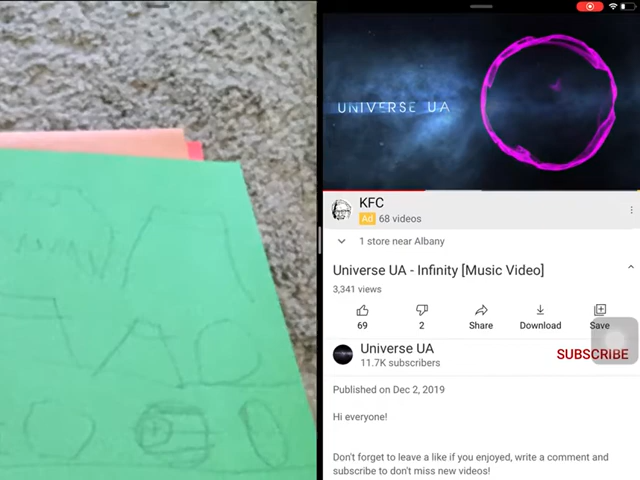 UNIVERSE UA
KFC
Ad 68 videos
1 store near Albany
Universe UA - Infinity [Music Video]
3,341 views
69
2
Share
Download
Save
Universe UA
11.7K subscribers
SUBSCRIBE
Published on Dec 2, 2019
Hi everyone!
Don't forget to leave a like if you enjoyed, write a comment and
subscribe to don't miss new videos!